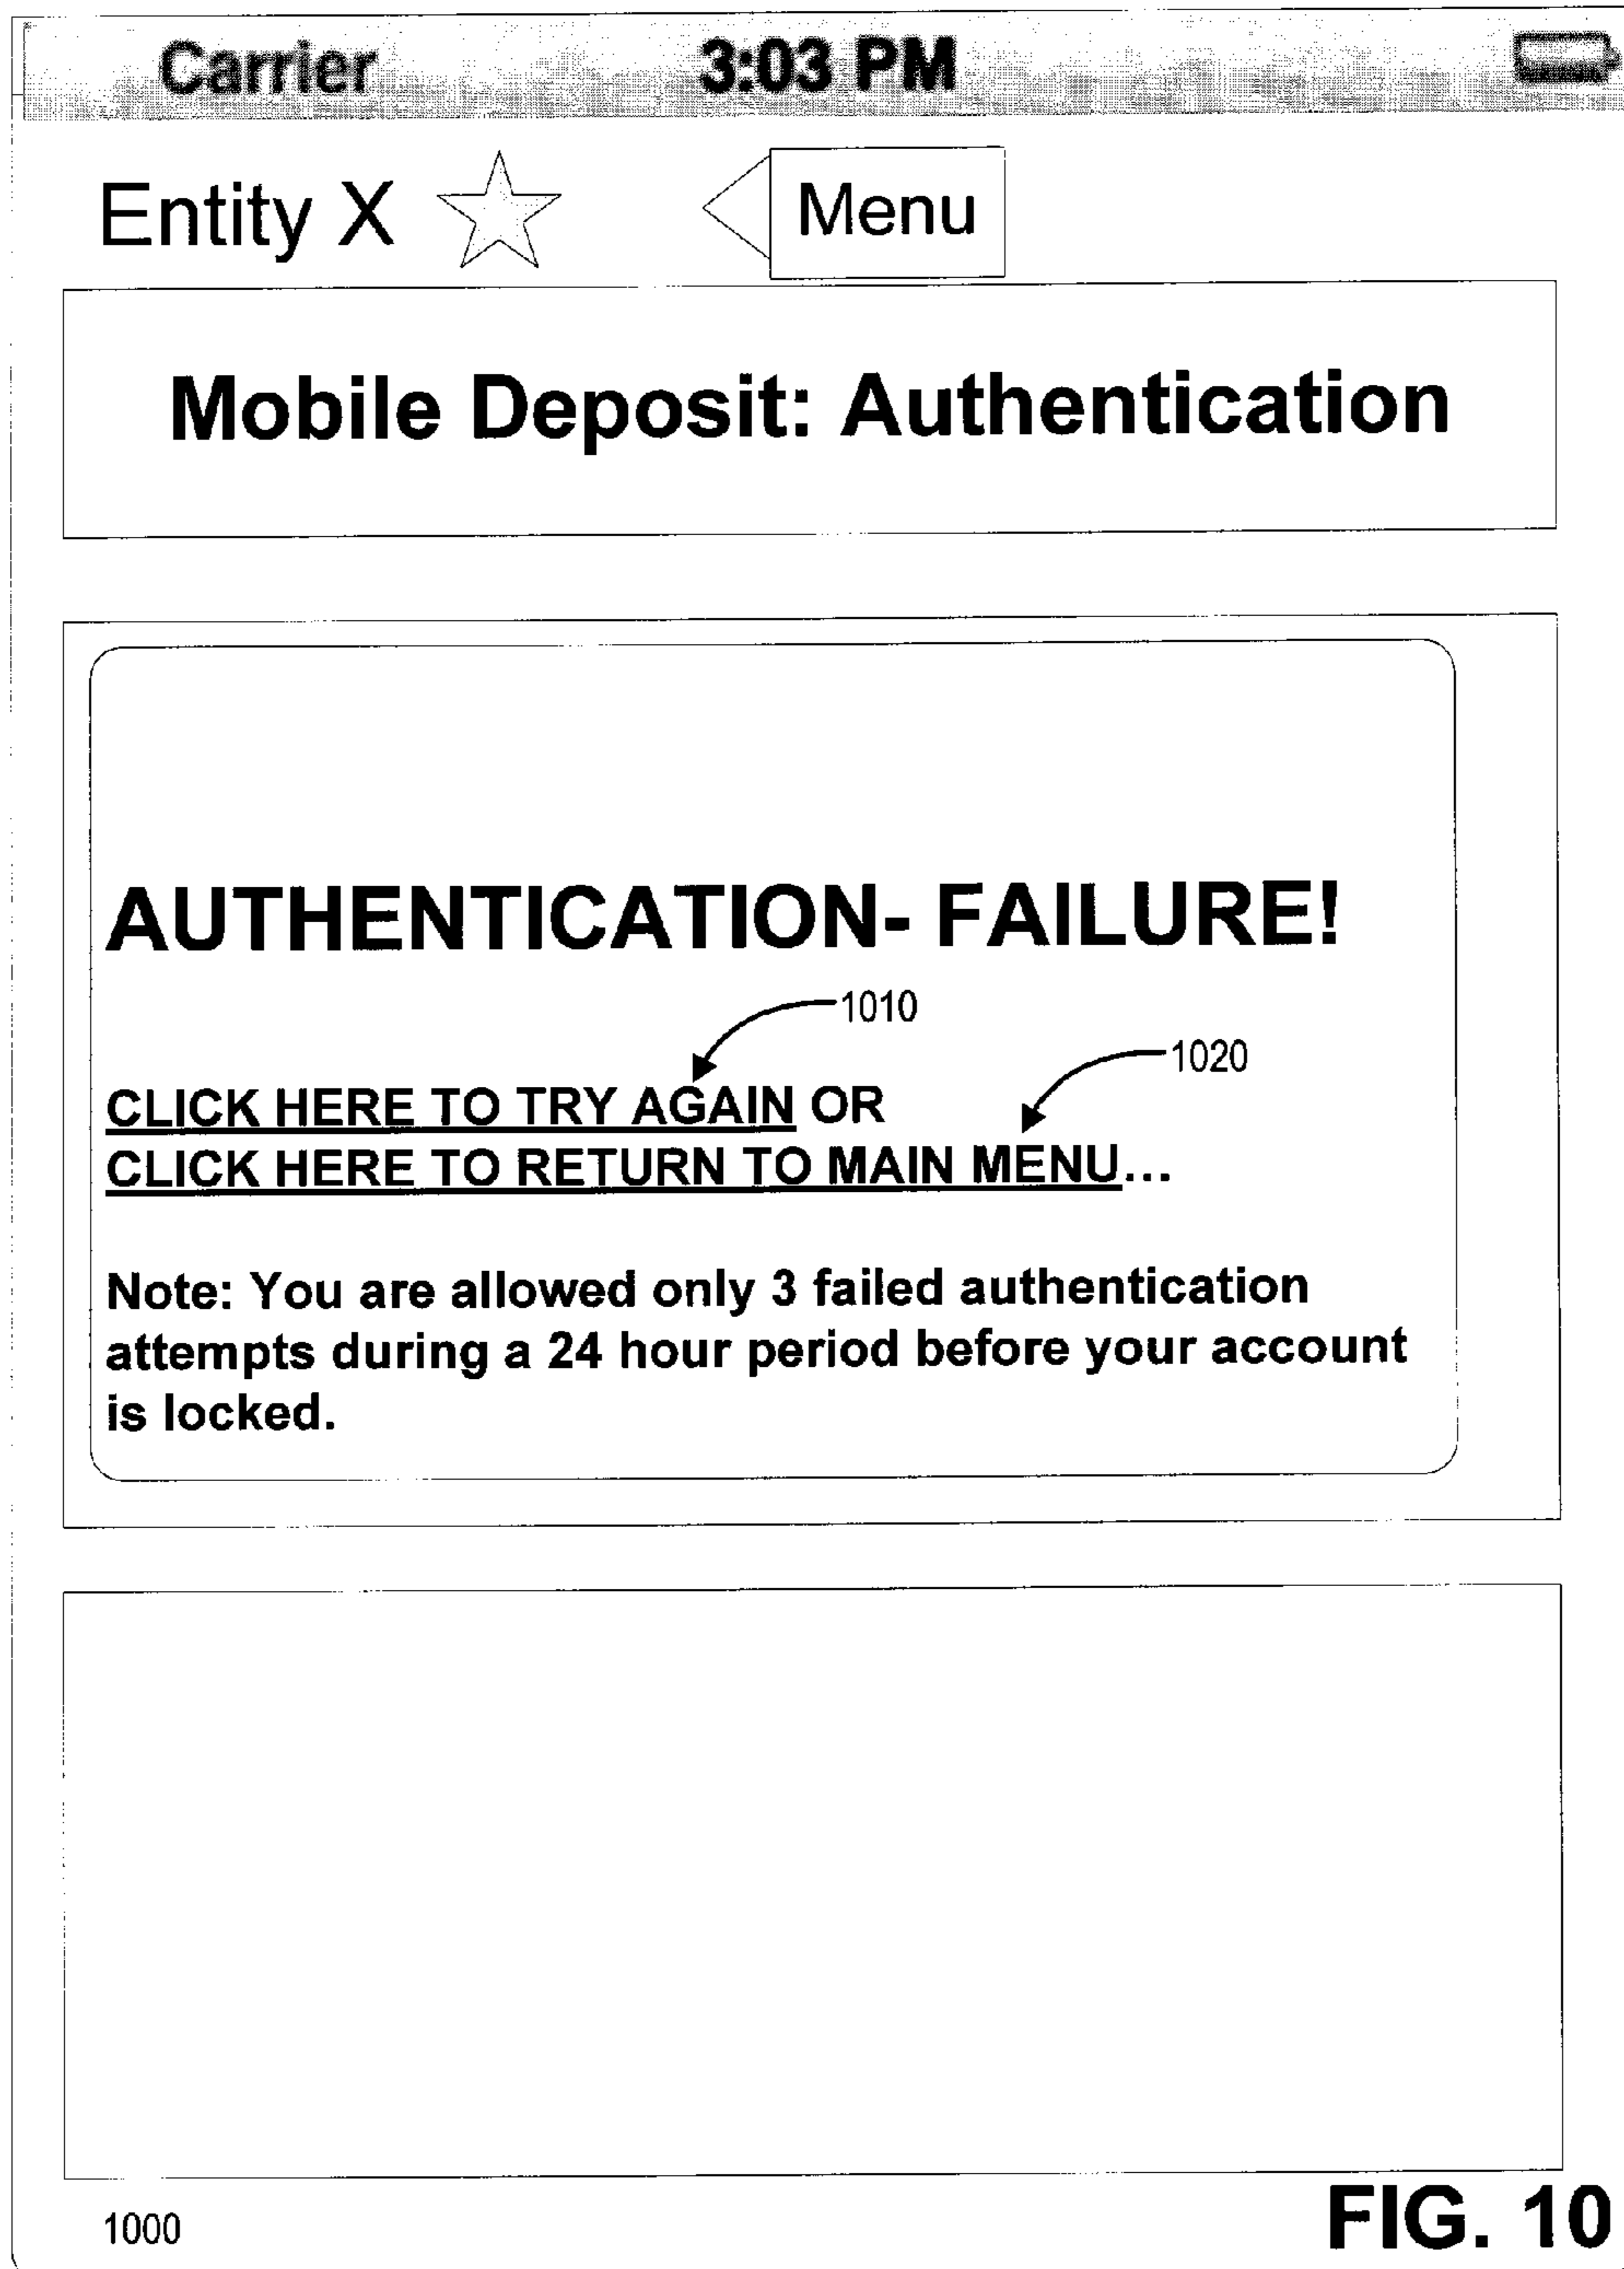 Carrier 3:03 PM
Entity X Menu
Mobile Deposit: Authentication
AUTHENTICATION- FAILURE!
1010
1020
CLICK HERE TO TRY AGAIN OR
CLICK HERE TO RETURN TO MAIN MENU...
Note: You are allowed only 3 failed authentication
attempts during a 24 hour period before your account
is locked.
1000
FIG. 10